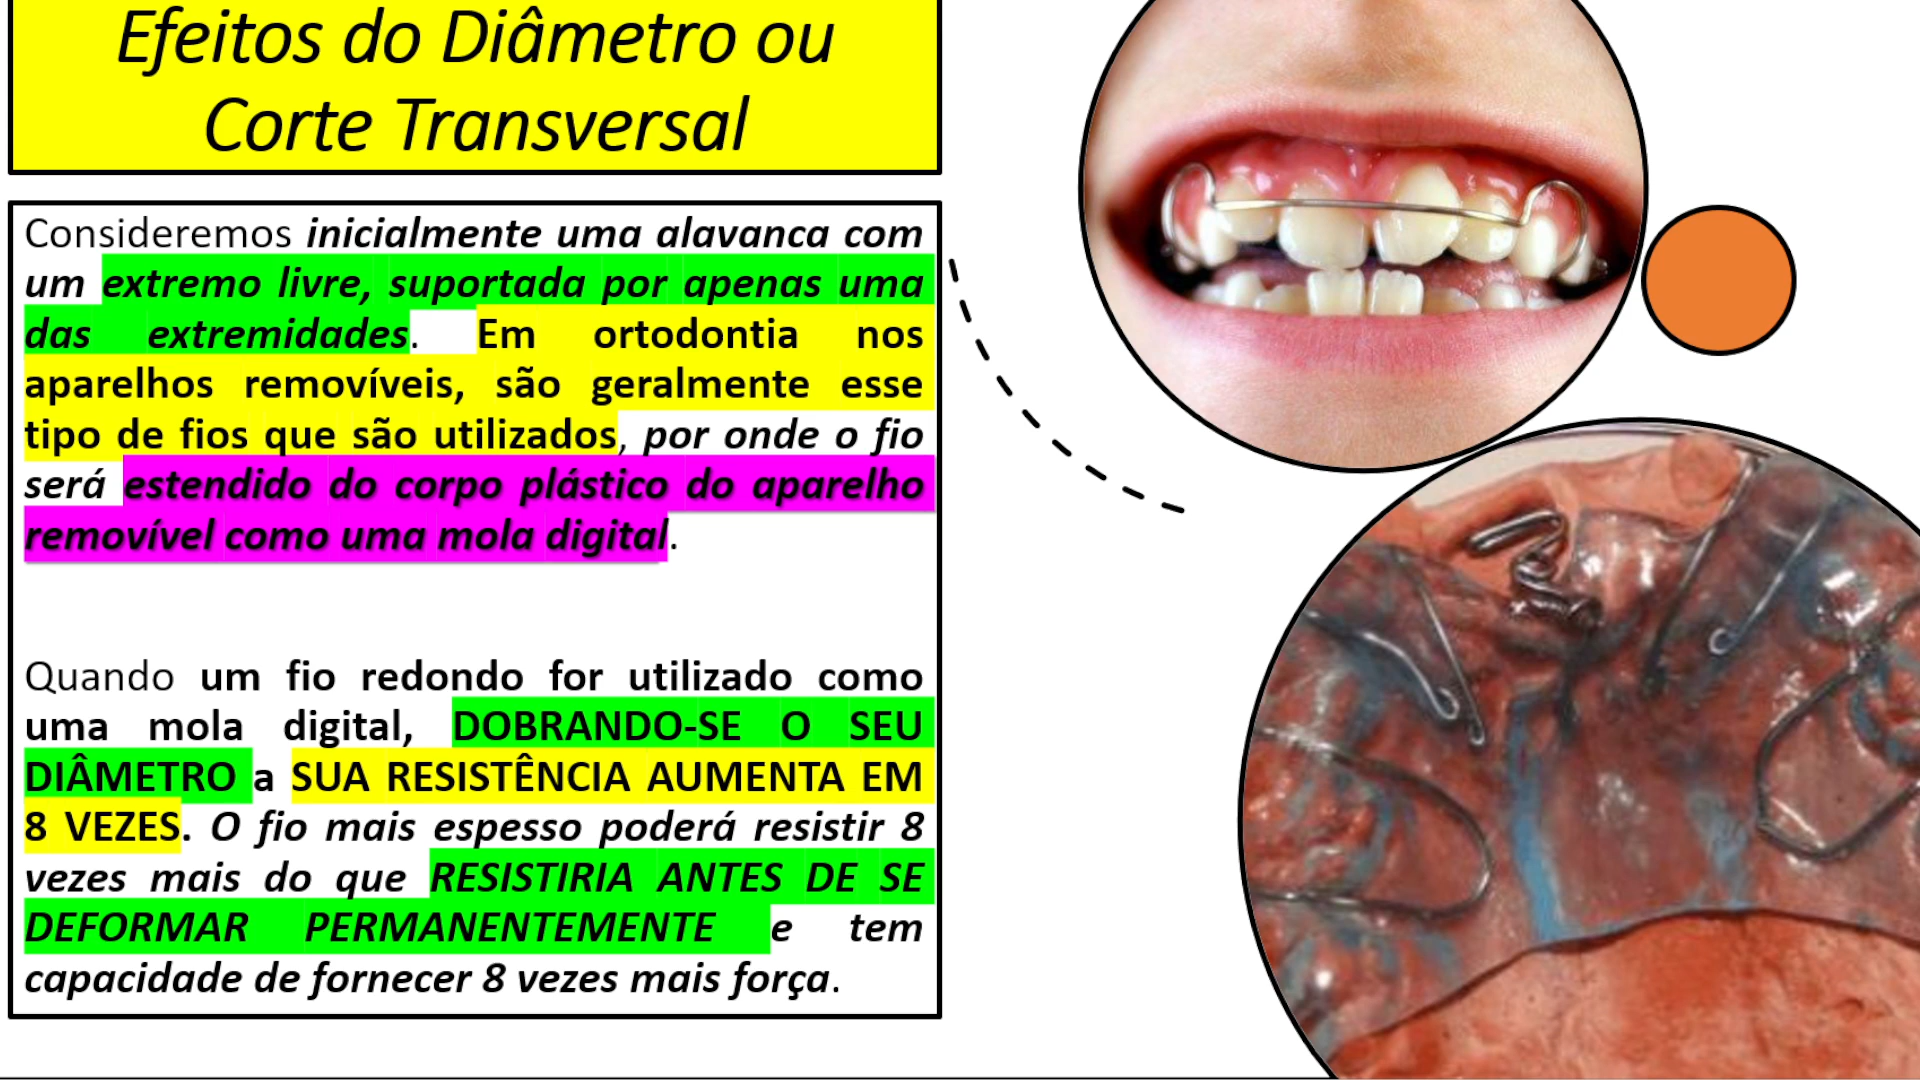 Efeitos do Diâmetro ou
Corte Transversal
Consideremos inicialmente uma alavanca com
um extremo livre, suportada por apenas uma
das extremidades. Em ortodontia nos
aparelhos removíveis, são geralmente esse
tipo de fios que são utilizados, por onde o fio
será estendido do corpo plástico do aparelho
removível como uma mola digital.
Quando um fio redondo for utilizado como
uma mola digital, DOBRANDO-SE O SEU
DIÂMETRO a SUA RESISTÊNCIA AUMENTA EM
8 VEZES. O fio mais espesso poderá resistir 8
vezes mais do que RESISTIRIA ANTES DE SE
DEFORMAR PERMANENTEMENTE e tem
capacidade de fornecer 8 vezes mais força.